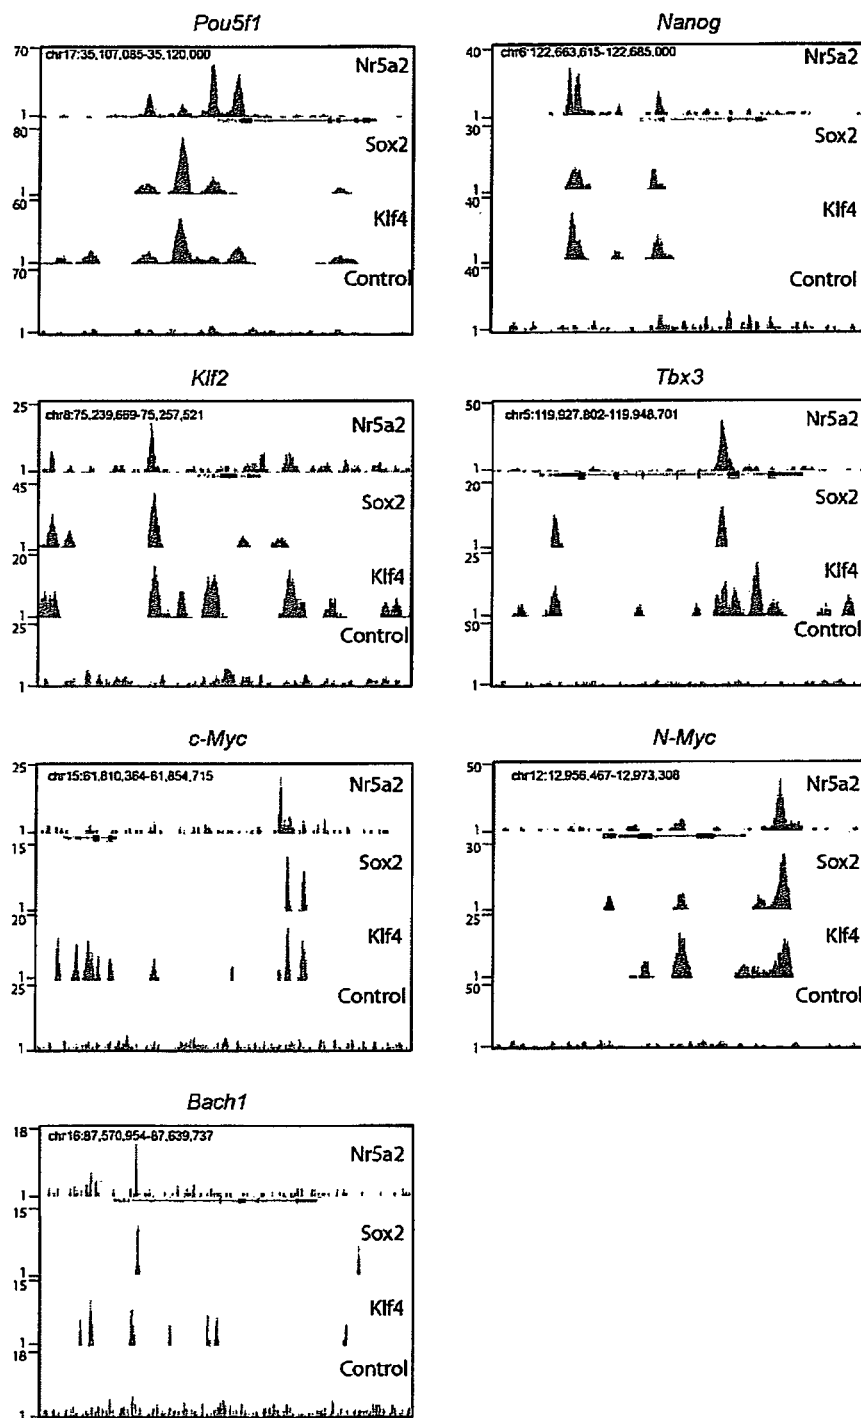 Pou5f1
70
chr17:35,107,085-35,120,000
Nr5a2
1
80
Sox2
1
60
Klf4
1
70
Control
1
Nanog
40
chr6:122,663,615-122,685,000
Nr5a2
1
30
Sox2
1
40
Klf4
1
40
Control
1
Klf2
25
chr8:75,239,669-75,257,521
Nr5a2
1
45
Sox2
1
20
Klf4
1
25
Control
1
Tbx3
50
chr5:119,927,802-119,948,701
Nr5a2
1
20
Sox2
1
25
Klf4
1
50
Control
1
c-Myc
25
chr15:61,810,364-61,854,715
Nr5a2
1
15
Sox2
1
20
Klf4
1
25
Control
1
N-Myc
50
chr12:12,956,467-12,973,308
Nr5a2
1
30
Sox2
1
25
Klf4
1
50
Control
1
Bach1
18
chr16:87,570,954-87,639,737
Nr5a2
1
15
Sox2
1
15
Klf4
1
18
Control
1